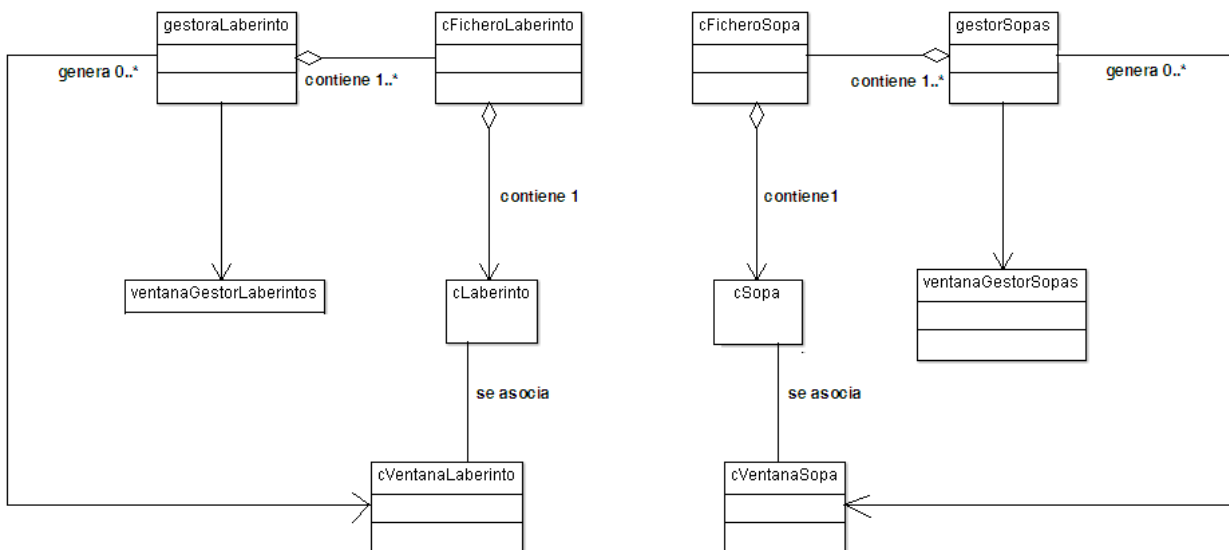 gestoraLaberinto
cFicheroLaberinto
cFicheroSopa
gestorSopas
genera 0..*
contiene 1..*
contiene 1..*
genera 0..*
contiene 1
contiene1
ventanaGestorLaberintos
cLaberinto
cSopa
ventanaGestorSopas
se asocia
se asocia
cVentanaLaberinto
cVentanaSopa